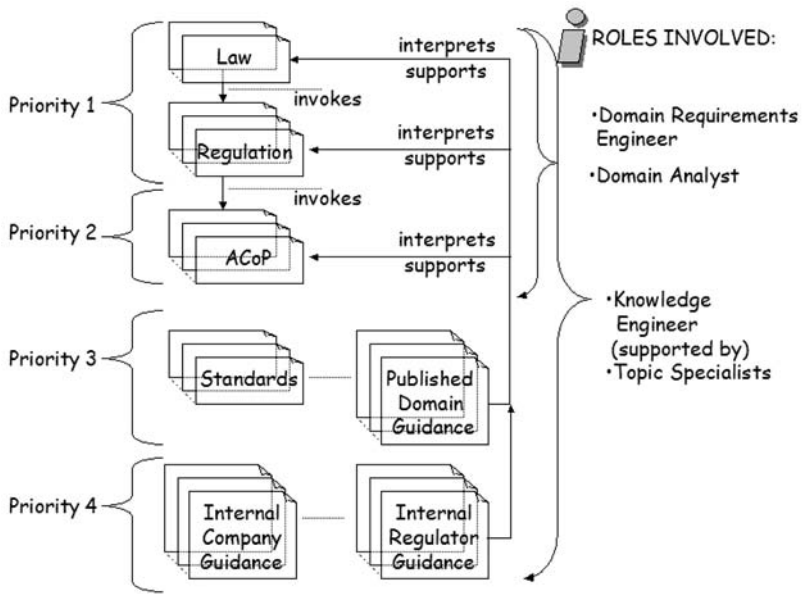 Priority 1
Law
invokes
Regulation
invokes
interprets
supports
interprets
supports
Priority 2
ACoP
interprets
supports
Priority 3
Standards
Published
Domain
Guidance
Priority 4
Internal
Company
Guidance
Internal
Regulator
Guidance
ROLES INVOLVED:
•Domain Requirements
Engineer
•Domain Analyst
•Knowledge
Engineer
(supported by)
•Topic Specialists